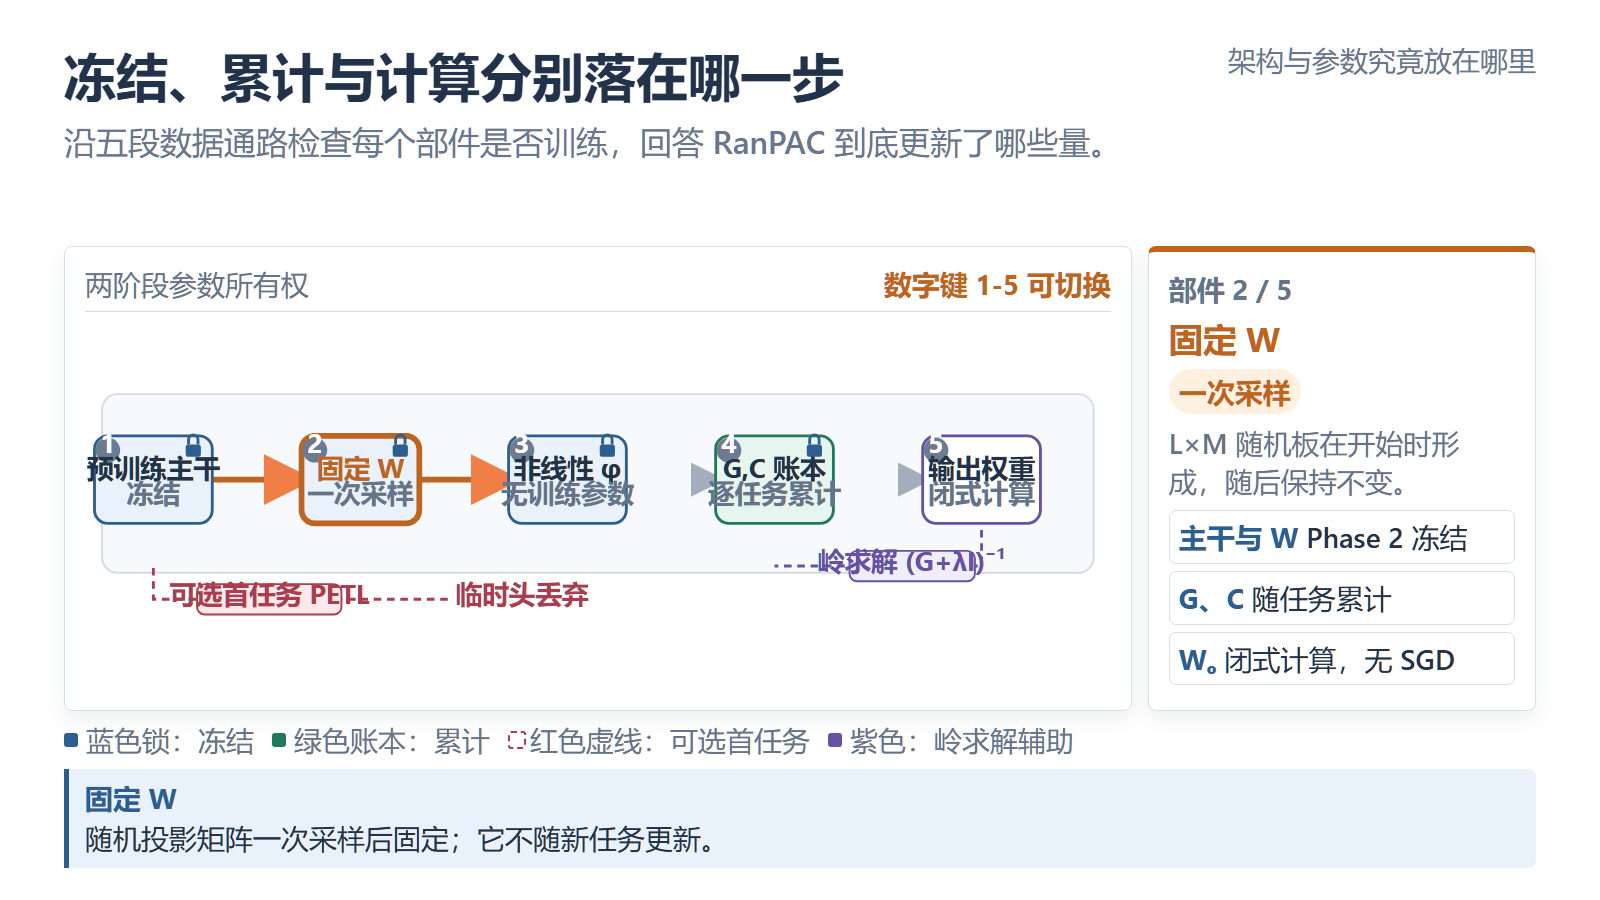 冻结、累计与计算分别落在哪一步
架构与参数究竟放在哪里
沿五段数据通路检查每个部件是否训练，回答 RanPAC 到底更新了哪些量。
两阶段参数所有权
数字键 1-5 可切换
1
预训练主干
冻结
2
固定 W
一次采样
3
非线性 φ
无训练参数
4
G,C 账本
逐任务累计
5
输出权重
闭式计算
岭求解 (G+λI)⁻¹
可选首任务 PETL
临时头丢弃
部件 2 / 5
固定 W
一次采样
L×M 随机板在开始时形
成，随后保持不变。
主干与 W Phase 2 冻结
G、C 随任务累计
Wₒ 闭式计算，无 SGD
蓝色锁：冻结
绿色账本：累计
红色虚线：可选首任务
紫色：岭求解辅助
固定 W
随机投影矩阵一次采样后固定；它不随新任务更新。